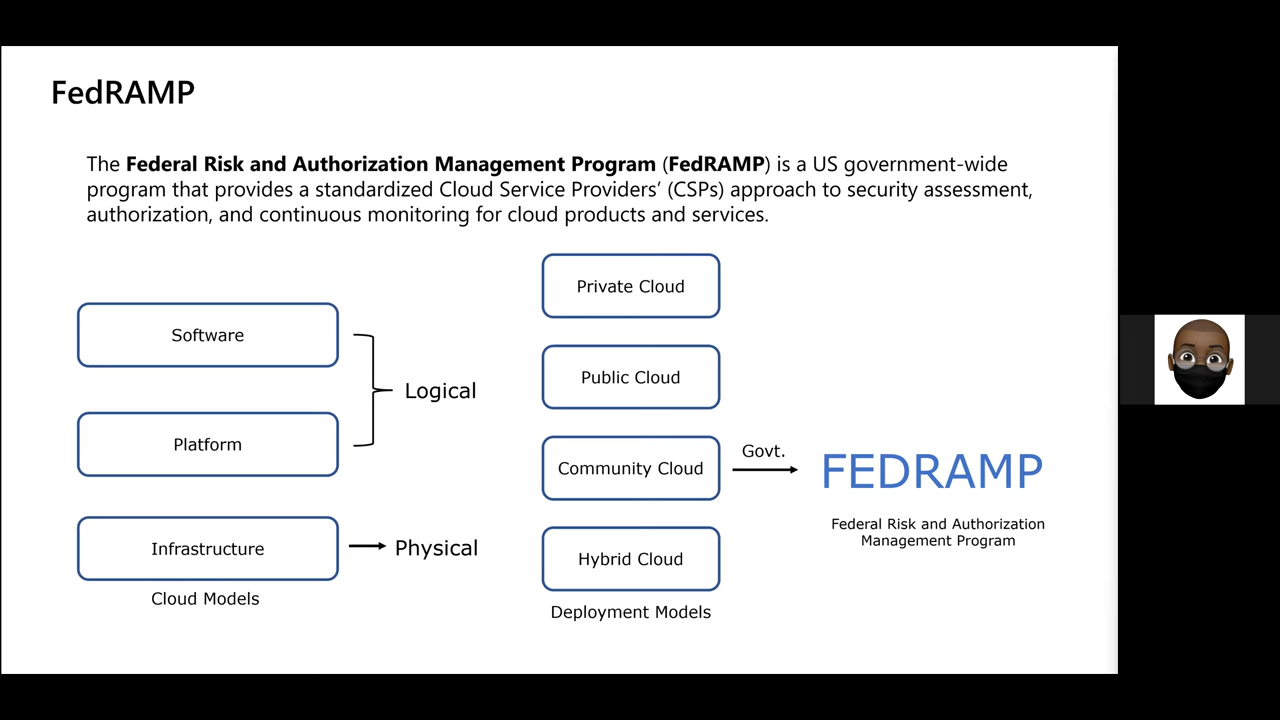 FedRAMP
The Federal Risk and Authorization Management Program (FedRAMP) is a US government-wide
program that provides a standardized Cloud Service Providers’ (CSPs) approach to security assessment,
authorization, and continuous monitoring for cloud products and services.
Software
Platform
Logical
Infrastructure
Physical
Cloud Models
Private Cloud
Public Cloud
Community Cloud
Hybrid Cloud
Deployment Models
Govt.
FEDRAMP
Federal Risk and Authorization
Management Program